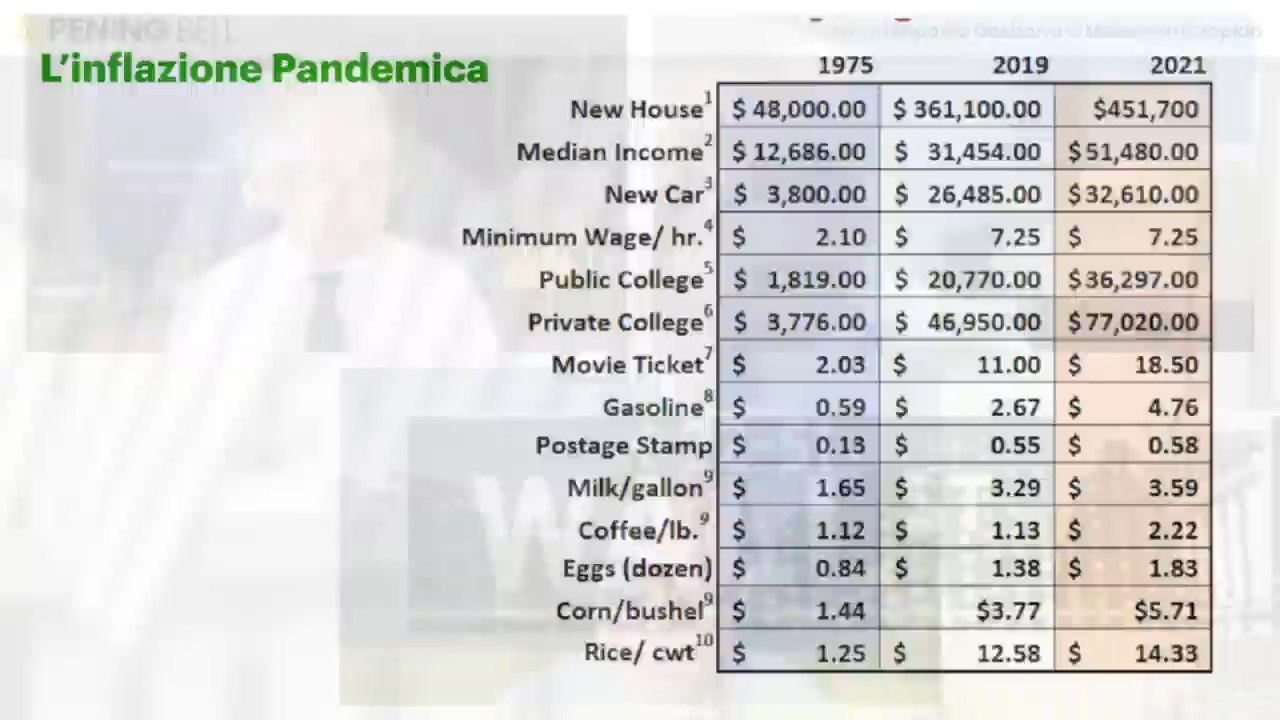 PENING BELL
L'inflazione Pandemica
1975 2019 2021
New House1 $ 48,000.00 $ 361,100.00 $451,700
Median Income2 $ 12,686.00 $ 31,454.00 $51,480.00
New Car3 $ 3,800.00 $ 26,485.00 $32,610.00
Minimum Wage/ hr.4 $ 2.10 $ 7.25 $ 7.25
Public College5 $ 1,819.00 $ 20,770.00 $36,297.00
Private College6 $ 3,776.00 $ 46,950.00 $77,020.00
Movie Ticket7 $ 2.03 $ 11.00 $ 18.50
Gasoline8 $ 0.59 $ 2.67 $ 4.76
Postage Stamp $ 0.13 $ 0.55 $ 0.58
Milk/gallon9 $ 1.65 $ 3.29 $ 3.59
Coffee/lb.9 $ 1.12 $ 1.13 $ 2.22
Eggs (dozen) $ 0.84 $ 1.38 $ 1.83
Corn/bushel9 $ 1.44 $3.77 $5.71
Rice/ cwt10 $ 1.25 $ 12.58 $ 14.33